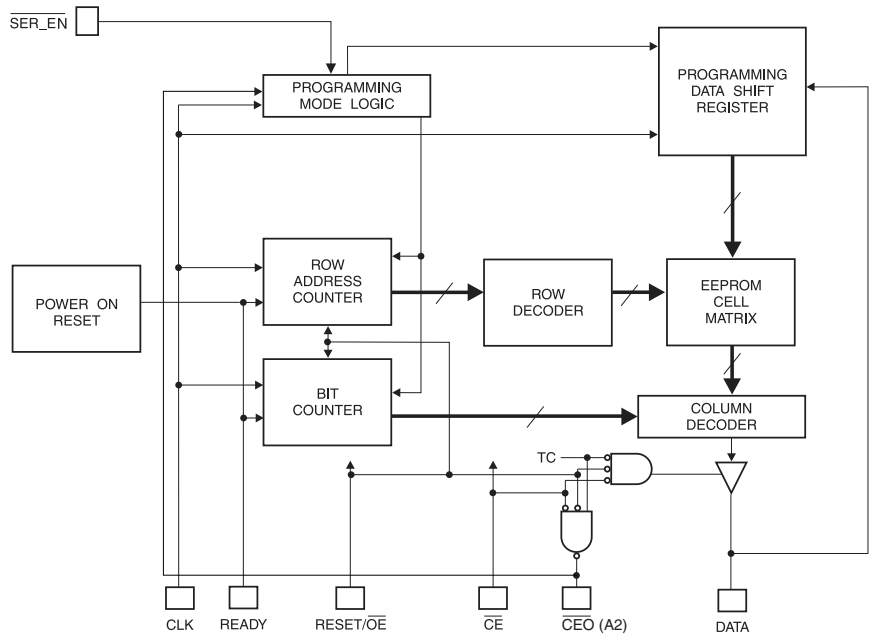 SER_EN
PROGRAMMING
MODE LOGIC
PROGRAMMING
DATA SHIFT
REGISTER
POWER ON
RESET
ROW
ADDRESS
COUNTER
ROW
DECODER
EEPROM
CELL
MATRIX
BIT
COUNTER
COLUMN
DECODER
TC
CLK
READY
RESET/OE
CE
CEO (A2)
DATA